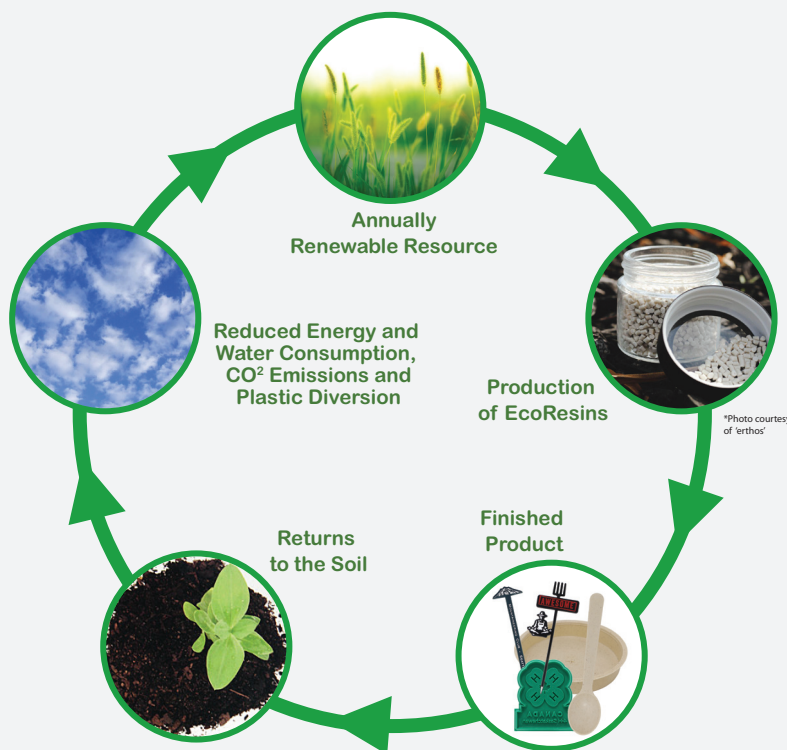 Annually
Renewable Resource
Reduced Energy and
Water Consumption,
CO² Emissions and
Plastic Diversion
Production
of EcoResins
*Photo courtesy
of 'erthos'
Finished
Product
Returns
to the Soil
AWESOME
H H
H H